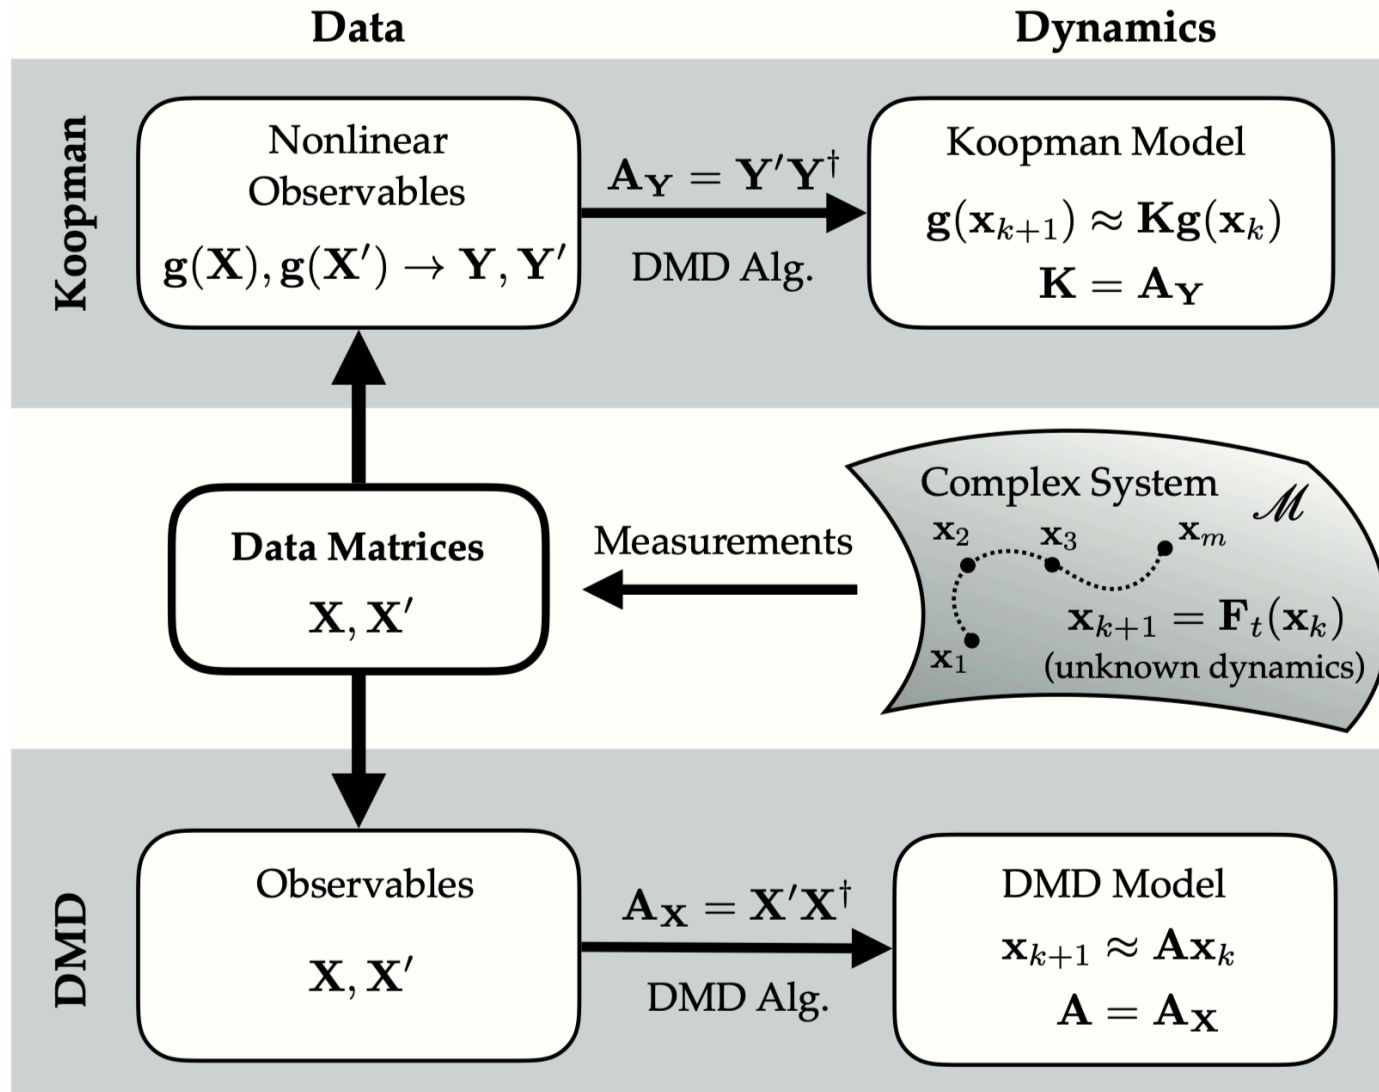 Data
Dynamics
Koopman
Nonlinear
Observables
g(X), g(X′) → Y, Y′
A_Y = Y′Y†
DMD Alg.
Koopman Model
g(x_{k+1}) ≈ Kg(x_k)
K = A_Y
Data Matrices
X, X′
Measurements
Complex System
ℳ
x_2
x_3
x_m
x_{k+1} = F_t(x_k)
x_1
(unknown dynamics)
DMD
Observables
X, X′
A_X = X′X†
DMD Alg.
DMD Model
x_{k+1} ≈ Ax_k
A = A_X